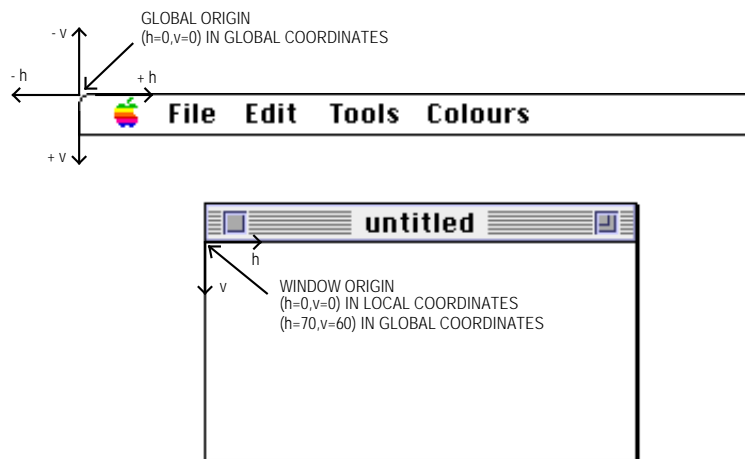 GLOBAL ORIGIN
(h=0,v=0) IN GLOBAL COORDINATES
- v
- h
+ h
File Edit Tools Colours
+ v
untitled
h
v
WINDOW ORIGIN
(h=0,v=0) IN LOCAL COORDINATES
(h=70,v=60) IN GLOBAL COORDINATES